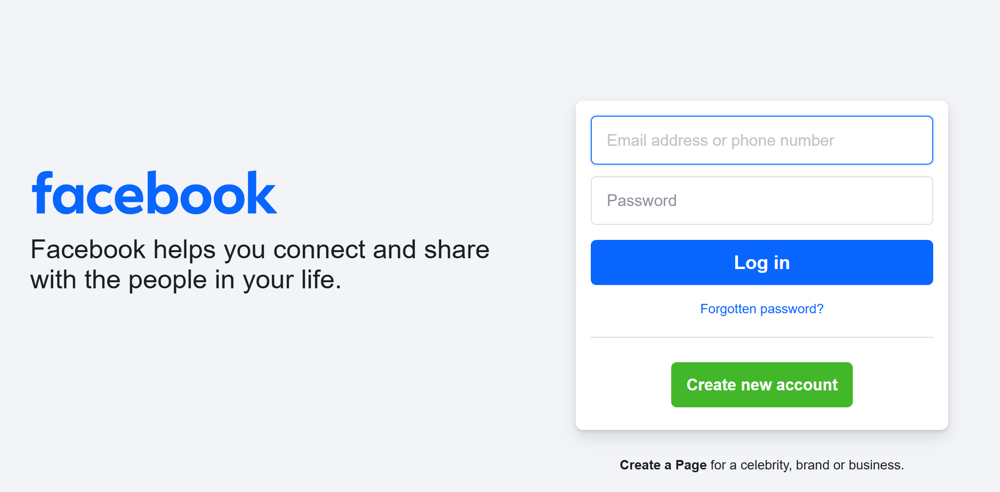 facebook
Facebook helps you connect and share
with the people in your life.
Email address or phone number
Password
Log in
Forgotten password?
Create new account
Create a Page for a celebrity, brand or business.